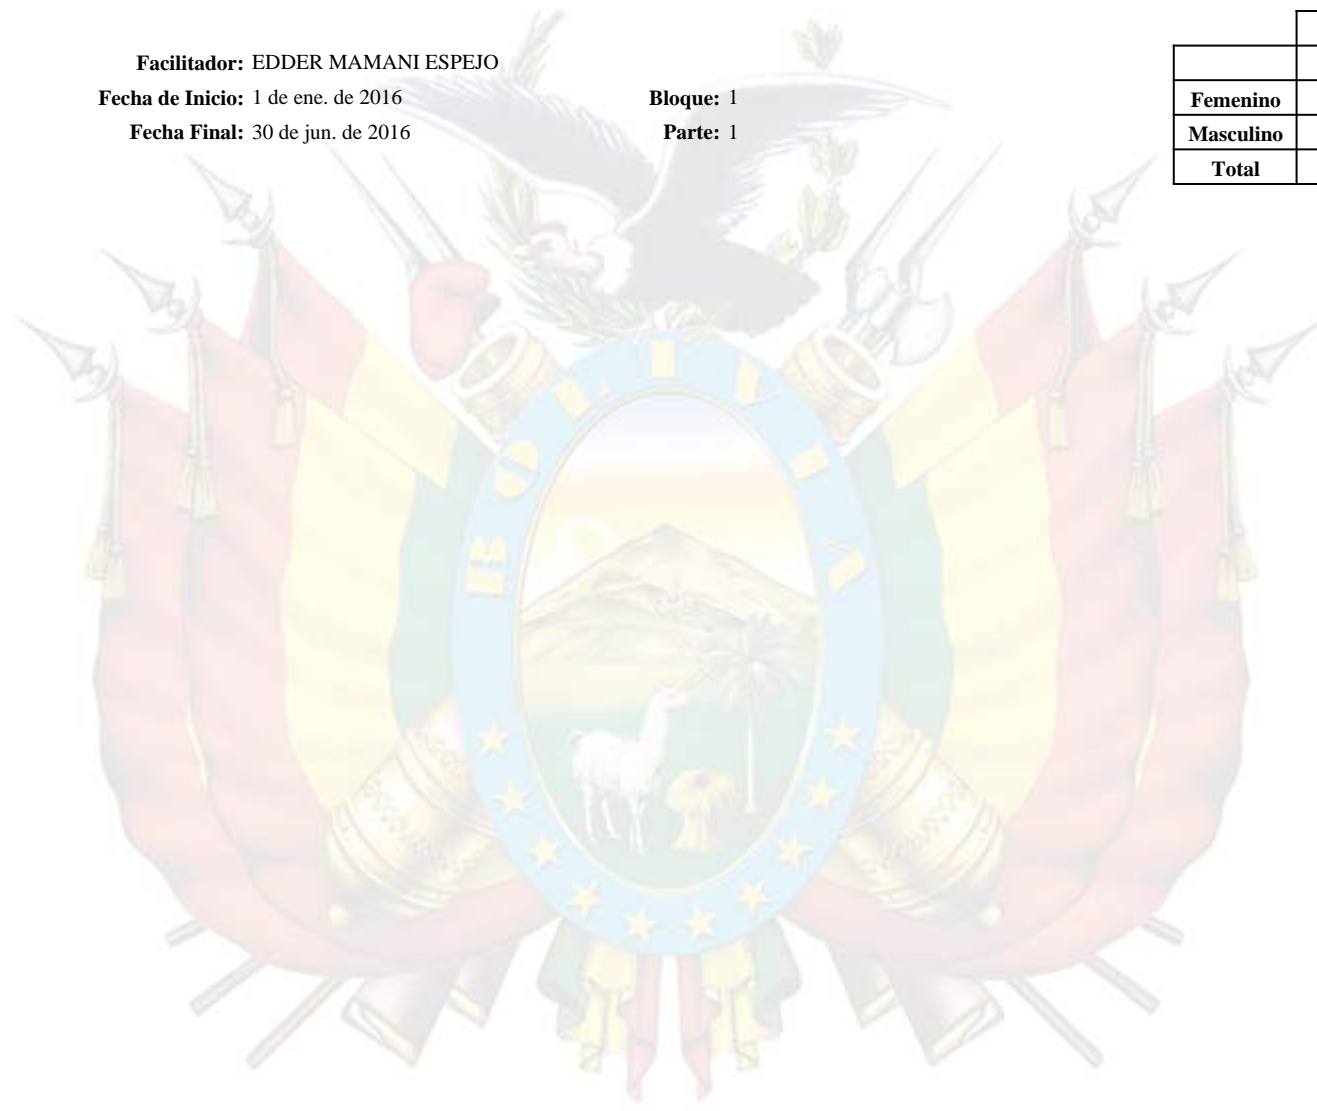 Facilitador: EDDER MAMANI ESPEJO
Fecha de Inicio: 1 de ene. de 2016 Bloque: 1
Fecha Final: 30 de jun. de 2016 Parte: 1
Femenino
Masculino
Total
BOLIVIA